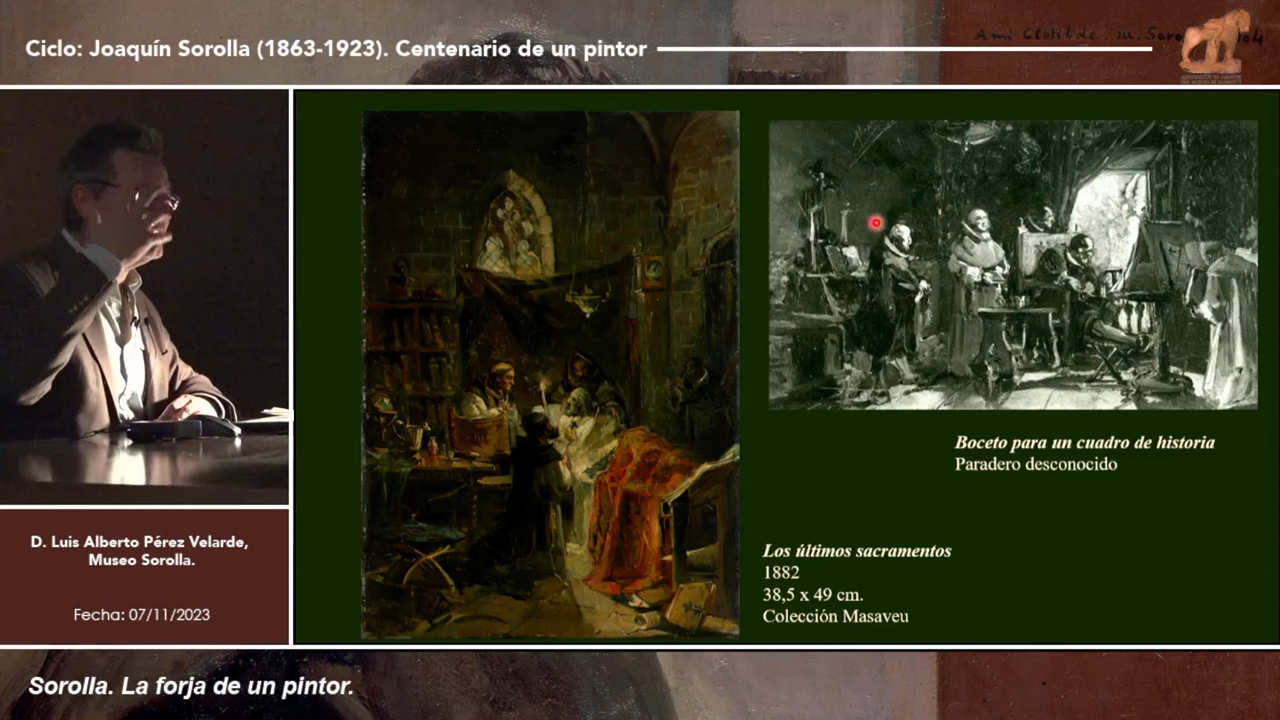 Ciclo: Joaquín Sorolla (1863-1923). Centenario de un pintor
A mi Clotilde
Boceto para un cuadro de historia
Paradero desconocido
Los últimos sacramentos
1882
38,5 x 49 cm.
Colección Masaveu
D. Luis Alberto Pérez Velarde,
Museo Sorolla.
Fecha: 07/11/2023
Sorolla. La forja de un pintor.